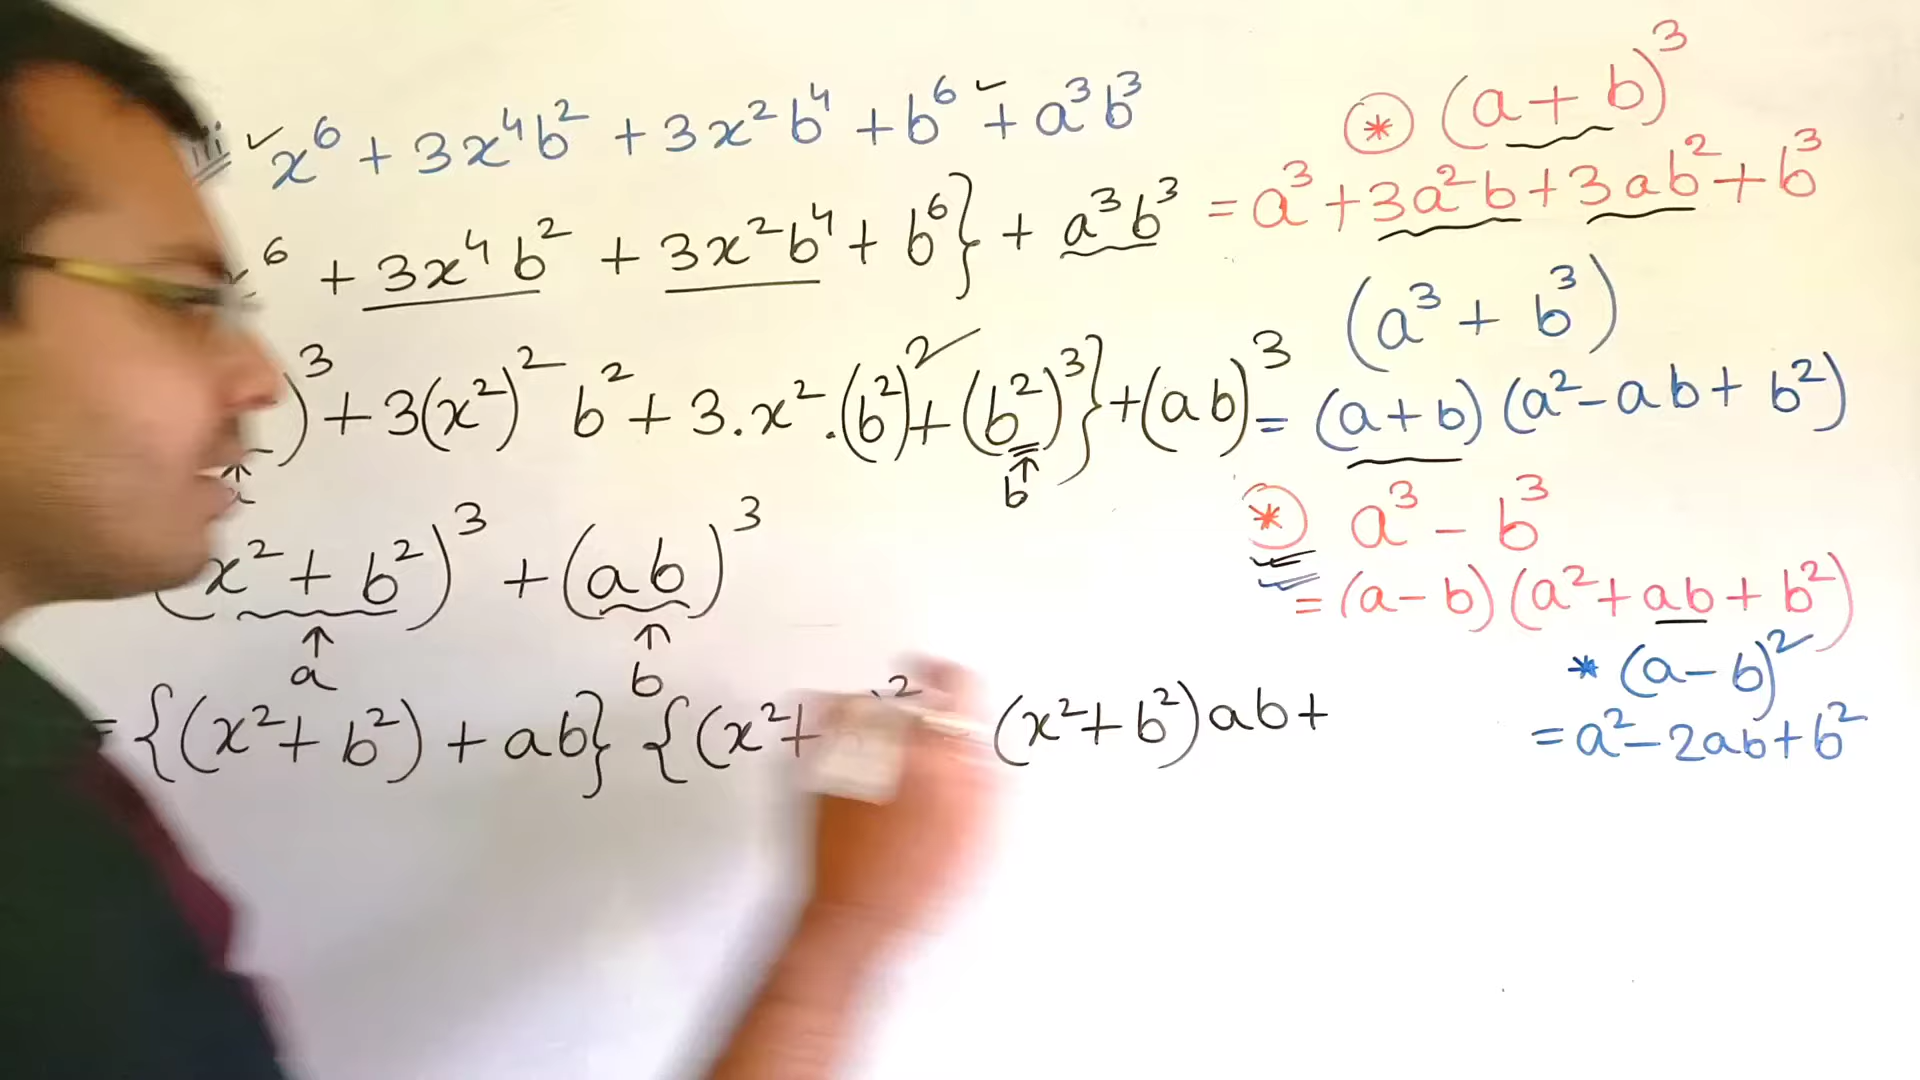 iii x⁶ + 3x⁴b² + 3x²b⁴ + b⁶ + a³b³
⁶ + 3x⁴b² + 3x²b⁴ + b⁶} + a³b³
)³ + 3(x²)² b² + 3.x².(b²)² + (b²)³} + (ab)³
a
b
(x² + b²)³ + (ab)³
a
b
= {(x² + b²) + ab} {(x² + ² (x² + b²)ab +
* (a + b)³
= a³ + 3a²b + 3ab² + b³
(a³ + b³)
= (a + b) (a² - ab + b²)
* a³ - b³
= (a - b) (a² + ab + b²)
* (a - b)²
= a² - 2ab + b²